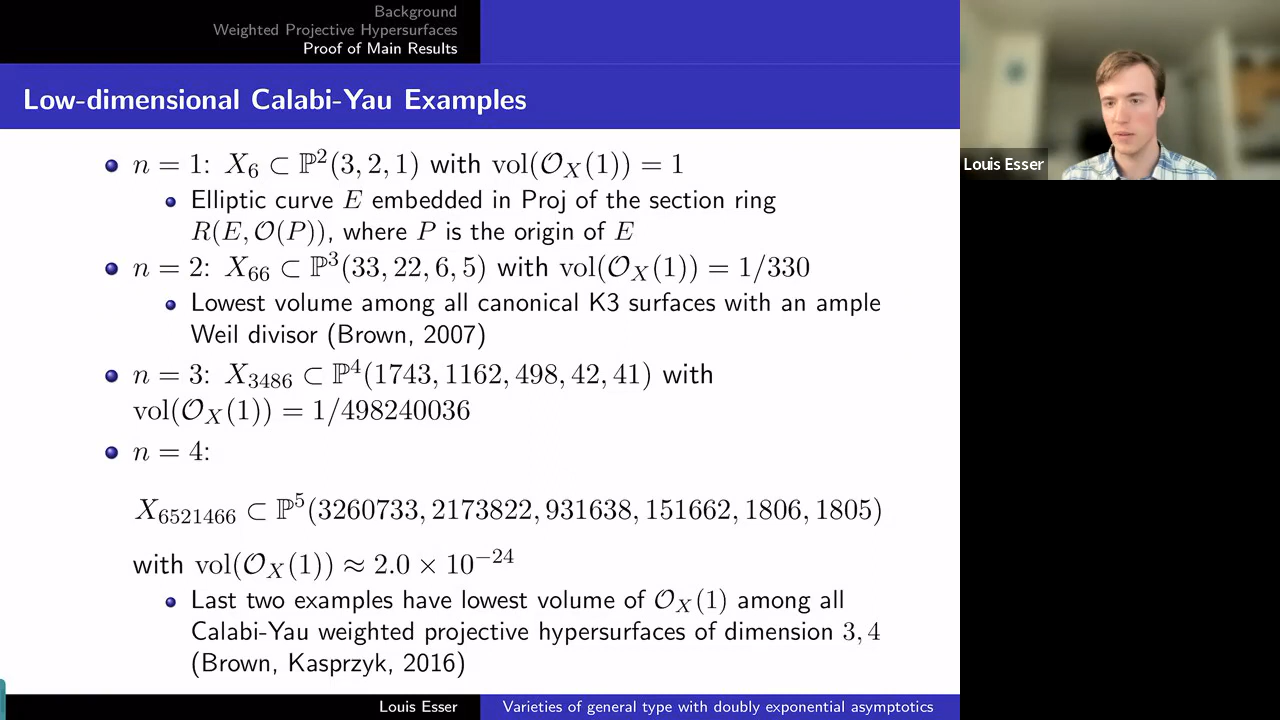 Background
Weighted Projective Hypersurfaces
Proof of Main Results
Low-dimensional Calabi-Yau Examples
n = 1: X₆ ⊂ ℙ²(3, 2, 1) with vol(𝒪_X(1)) = 1
Elliptic curve E embedded in Proj of the section ring
R(E, 𝒪(P)), where P is the origin of E
n = 2: X₆₆ ⊂ ℙ³(33, 22, 6, 5) with vol(𝒪_X(1)) = 1/330
Lowest volume among all canonical K3 surfaces with an ample
Weil divisor (Brown, 2007)
n = 3: X₃₄₈₆ ⊂ ℙ⁴(1743, 1162, 498, 42, 41) with
vol(𝒪_X(1)) = 1/498240036
n = 4:
X₆₅₂₁₄₆₆ ⊂ ℙ⁵(3260733, 2173822, 931638, 151662, 1806, 1805)
with vol(𝒪_X(1)) ≈ 2.0 × 10⁻²⁴
Last two examples have lowest volume of 𝒪_X(1) among all
Calabi-Yau weighted projective hypersurfaces of dimension 3, 4
(Brown, Kasprzyk, 2016)
Louis Esser
Varieties of general type with doubly exponential asymptotics
Louis Esser